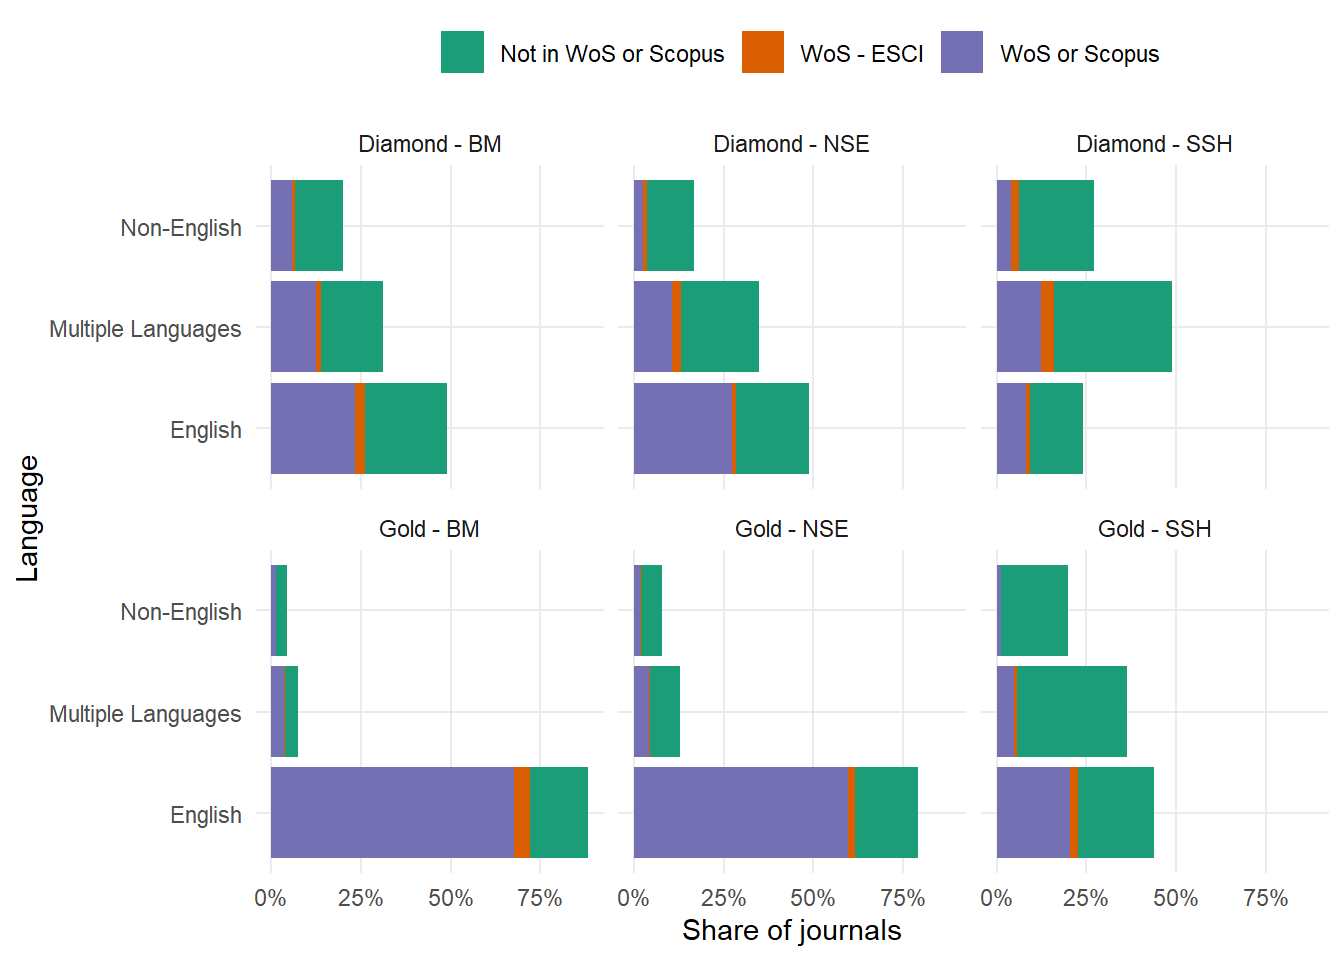 Not in WoS or Scopus WoS - ESCI WoS or Scopus
Diamond - BM Diamond - NSE Diamond - SSH
Non-English
Multiple Languages
English
Language
Gold - BM Gold - NSE Gold - SSH
Non-English
Multiple Languages
English
0% 25% 50% 75% 0% 25% 50% 75% 0% 25% 50% 75%
Share of journals